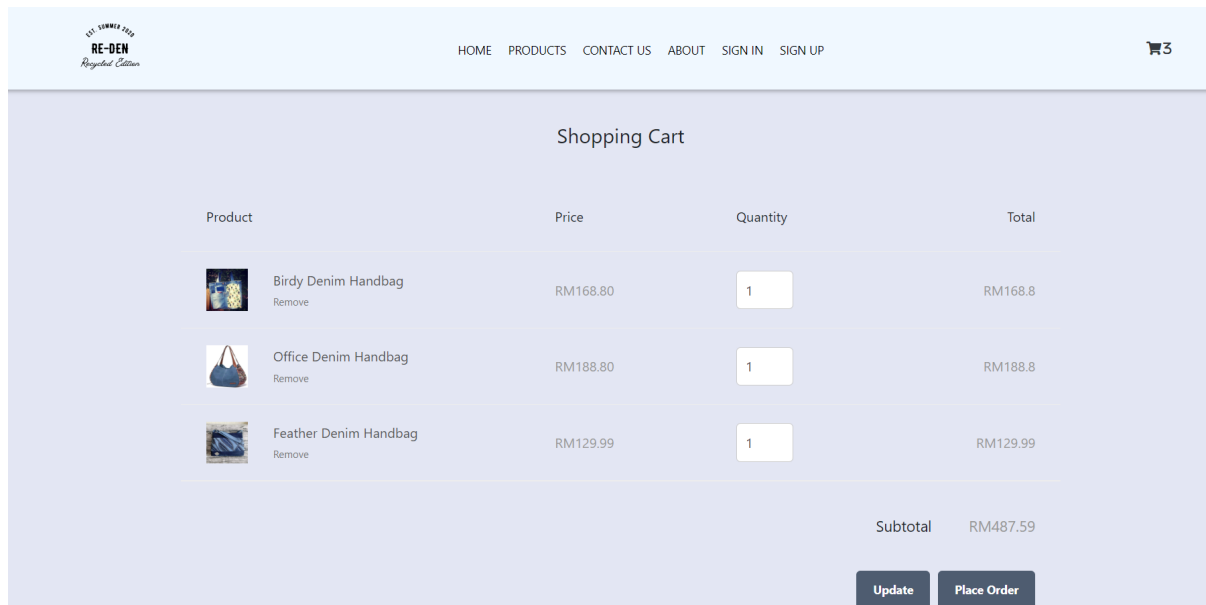 EST. SUMMER 2020
RE-DEN
Recycled Edition
HOME PRODUCTS CONTACT US ABOUT SIGN IN SIGN UP
3
Shopping Cart
Product Price Quantity Total
Birdy Denim Handbag
Remove
RM168.80 1 RM168.8
Office Denim Handbag
Remove
RM188.80 1 RM188.8
Feather Denim Handbag
Remove
RM129.99 1 RM129.99
Subtotal RM487.59
Update Place Order